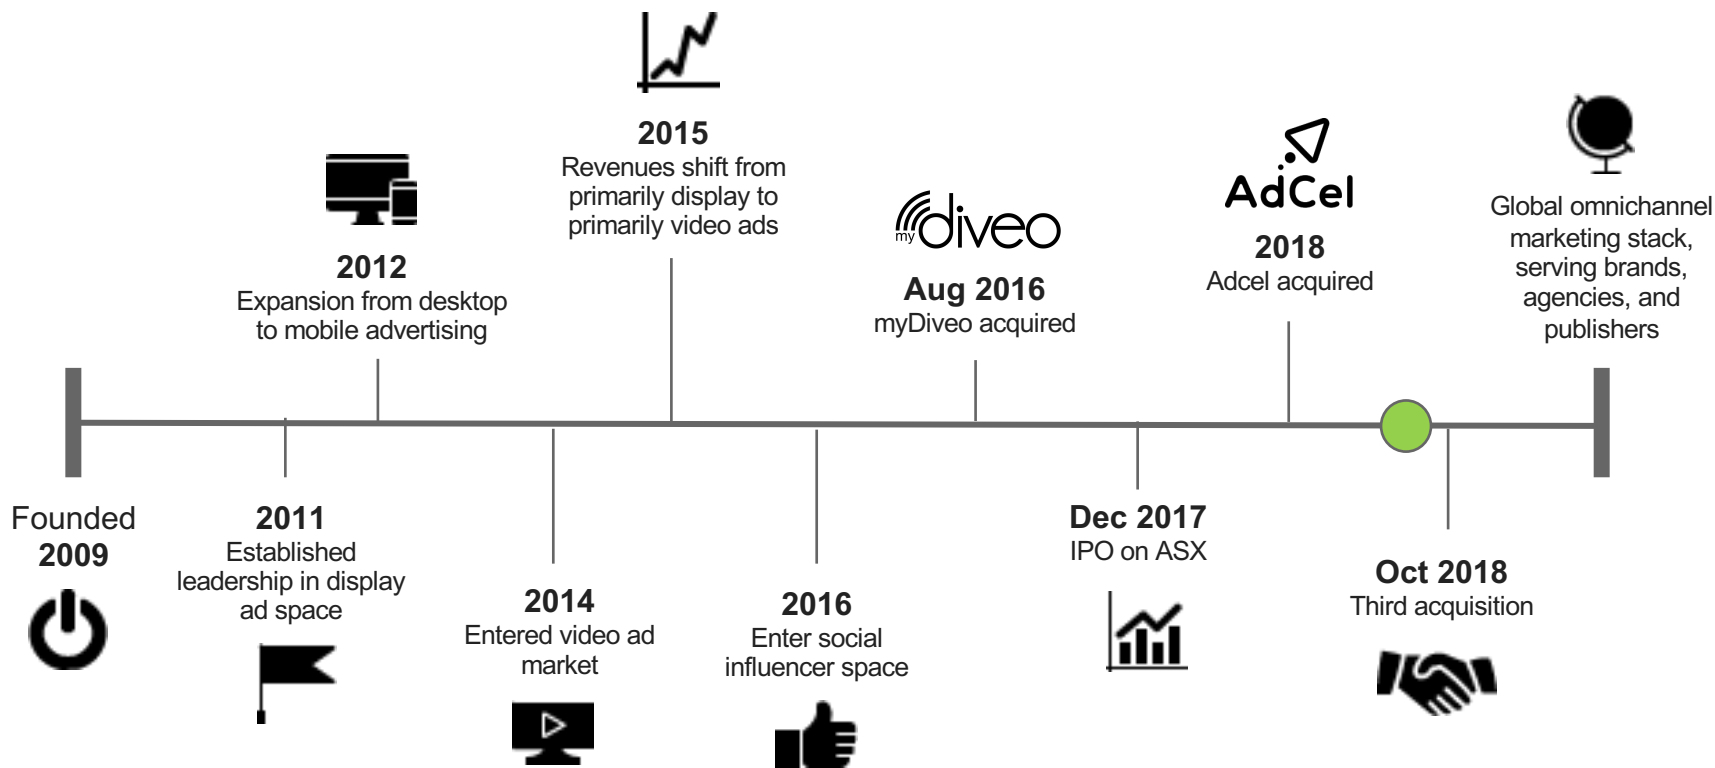 Founded
2009
2011
Established
leadership in display
ad space
2012
Expansion from desktop
to mobile advertising
2014
Entered video ad
market
2015
Revenues shift from
primarily display to
primarily video ads
2016
Enter social
influencer space
my diveo
Aug 2016
myDiveo acquired
Dec 2017
IPO on ASX
AdCel
2018
Adcel acquired
Oct 2018
Third acquisition
Global omnichannel
marketing stack,
serving brands,
agencies, and
publishers